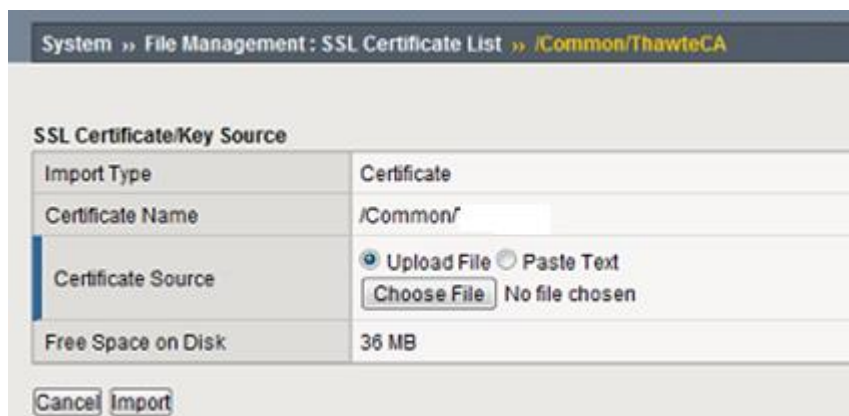 System » File Management : SSL Certificate List » /Common/ThawteCA
SSL Certificate/Key Source
Import Type Certificate
Certificate Name /Common/
Certificate Source Upload File Paste Text
Choose File No file chosen
Free Space on Disk 36 MB
Cancel Import